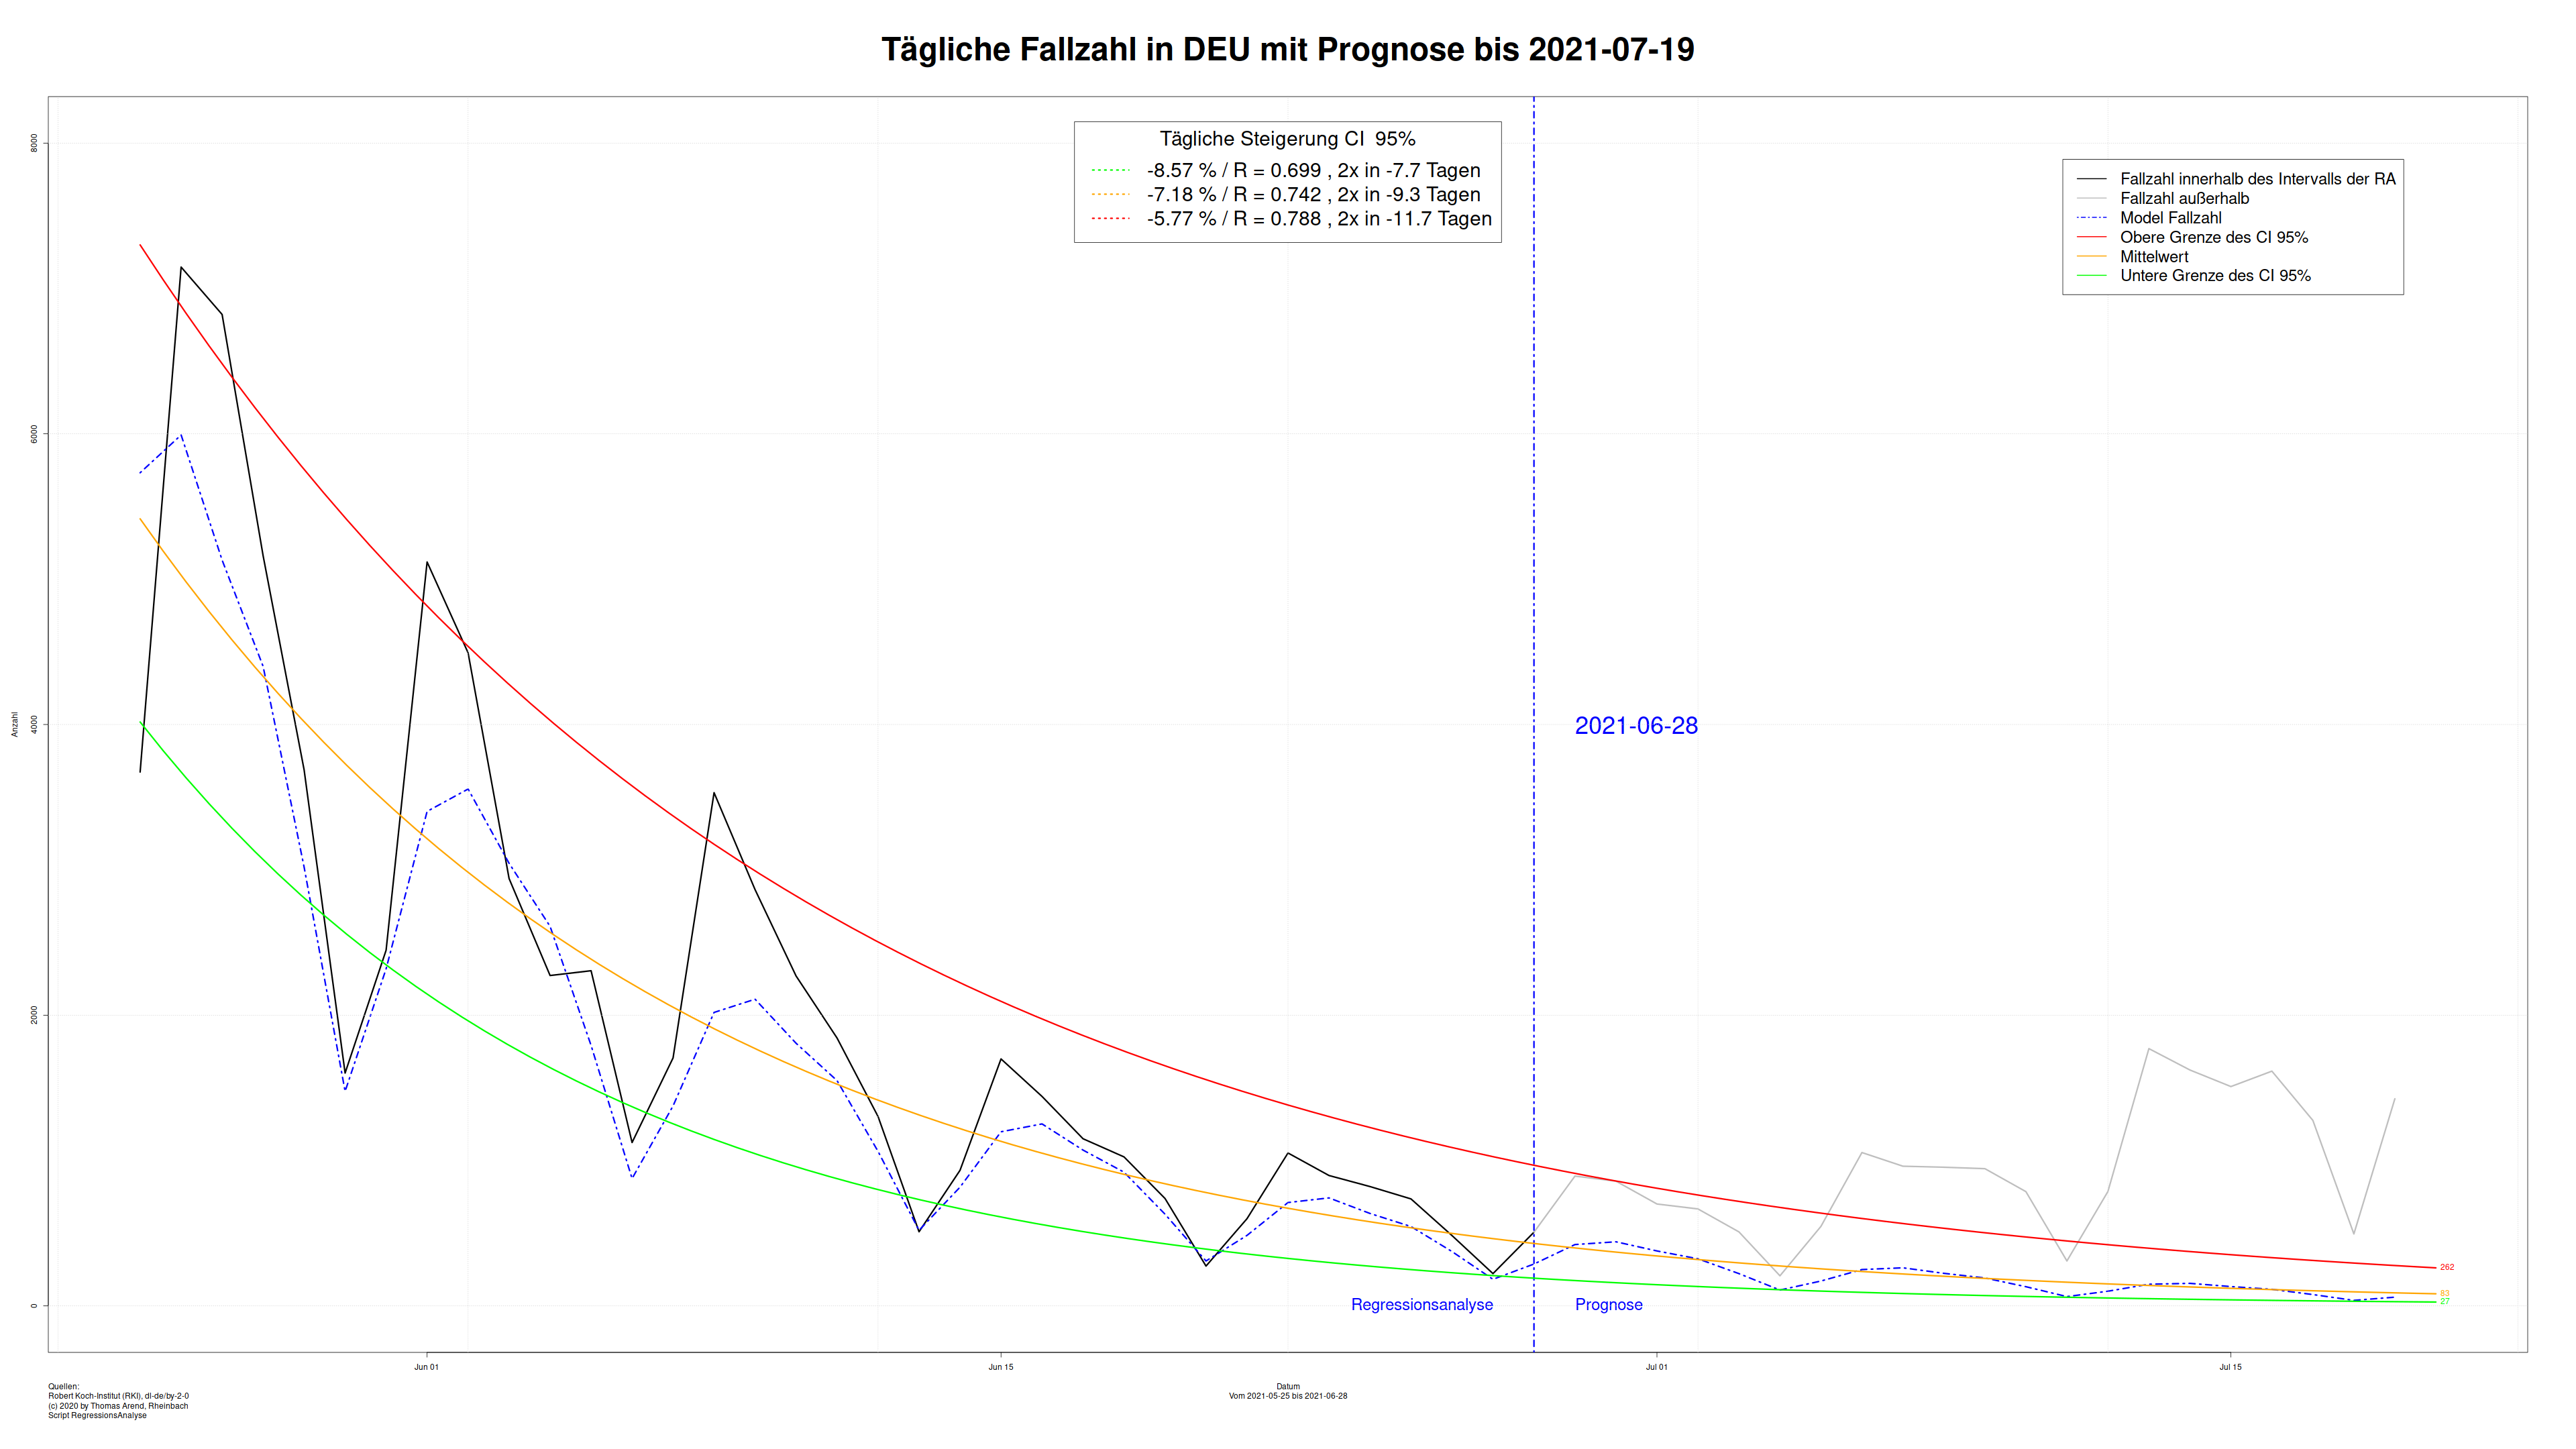 Tägliche Fallzahl in DEU mit Prognose bis 2021-07-19
Tägliche Steigerung CI  95%
-8.57 % / R = 0.699 , 2x in -7.7 Tagen
-7.18 % / R = 0.742 , 2x in -9.3 Tagen
-5.77 % / R = 0.788 , 2x in -11.7 Tagen
Fallzahl innerhalb des Intervalls der RA
Fallzahl außerhalb
Model Fallzahl
Obere Grenze des CI 95%
Mittelwert
Untere Grenze des CI 95%
8000
6000
4000
2000
0
Anzahl
2021-06-28
Regressionsanalyse
Prognose
262
83
27
Jun 01
Jun 15
Jul 01
Jul 15
Datum
Vom 2021-05-25 bis 2021-06-28
Quellen:
Robert Koch-Institut (RKI), dl-de/by-2-0
(c) 2020 by Thomas Arend, Rheinbach
Script RegressionsAnalyse